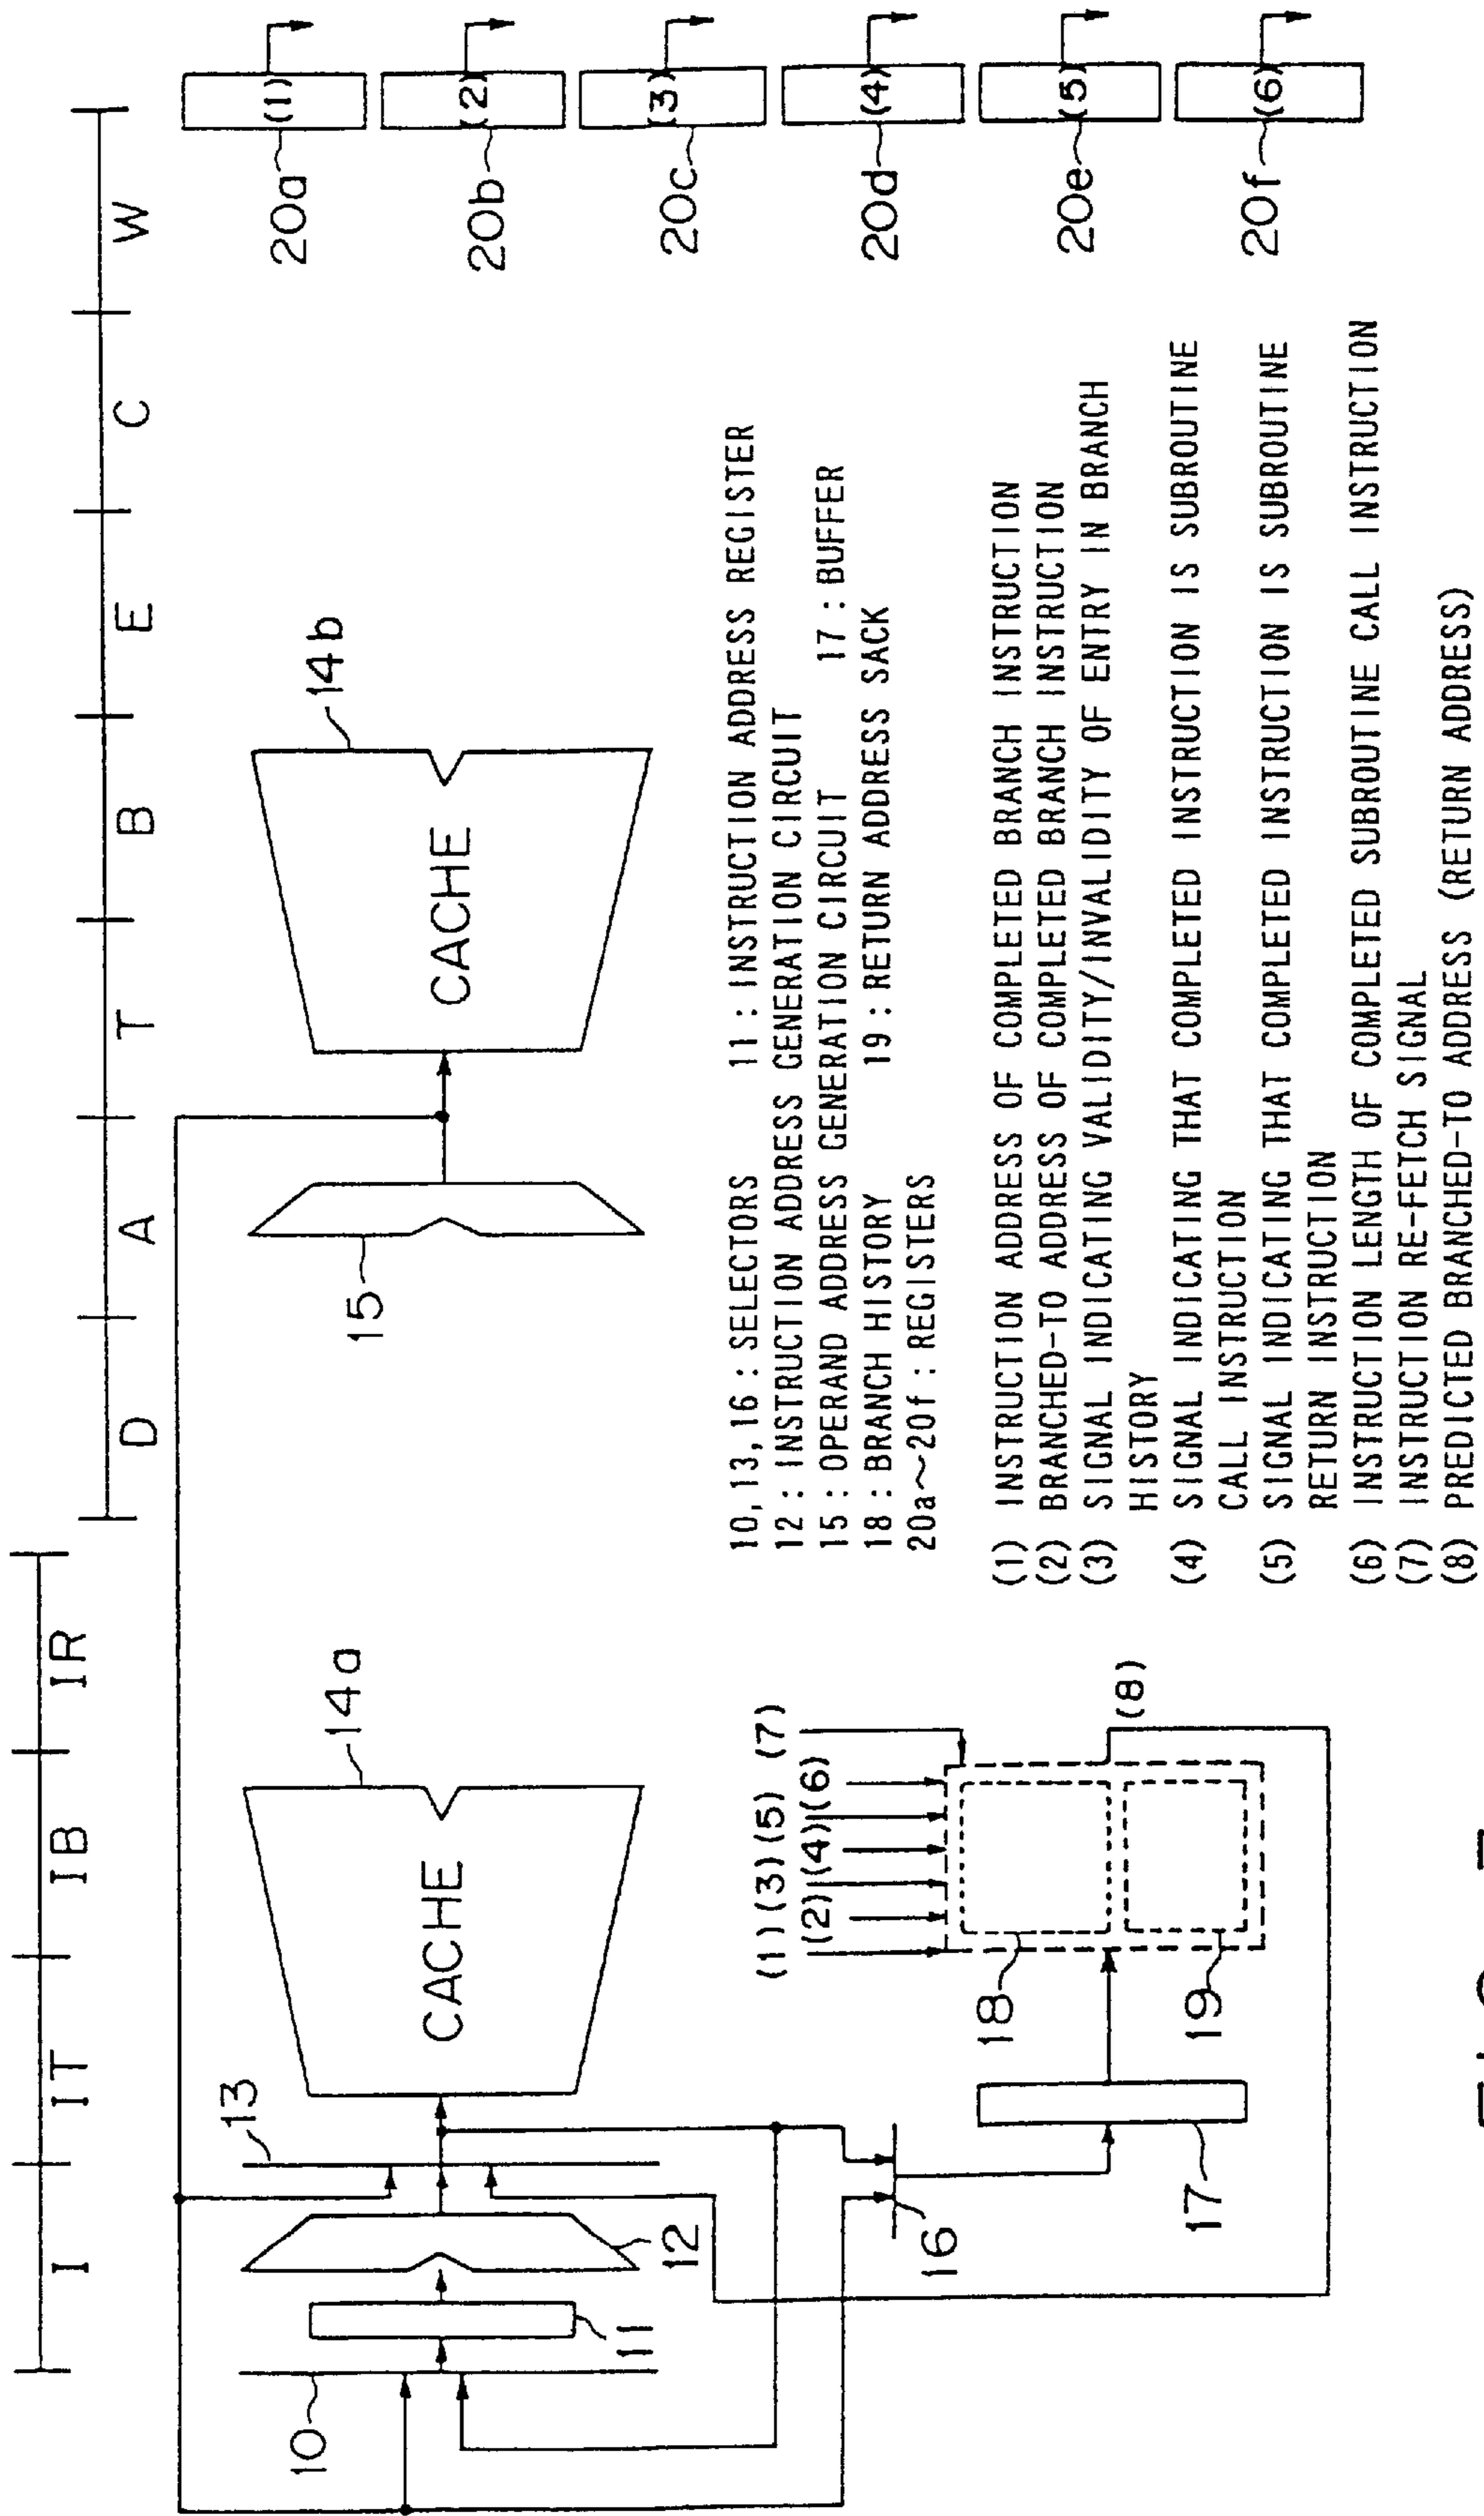 I IT IB IR
D A T B E C W
10
11
12
13
CACHE
14a
15
CACHE
14b
16
17
18
19
(1) (3) (5) (7)
(2) (4) (6)
(8)
20a (1)
20b (2)
20c (3)
20d (4)
20e (5)
20f (6)
10, 13, 16 : SELECTORS 11 : INSTRUCTION ADDRESS REGISTER
12 : INSTRUCTION ADDRESS GENERATION CIRCUIT
15 : OPERAND ADDRESS GENERATION CIRCUIT 17 : BUFFER
18 : BRANCH HISTORY 19 : RETURN ADDRESS SACK
20a~20f : REGISTERS
(1) INSTRUCTION ADDRESS OF COMPLETED BRANCH INSTRUCTION
(2) BRANCHED-TO ADDRESS OF COMPLETED BRANCH INSTRUCTION
(3) SIGNAL INDICATING VALIDITY/INVALIDITY OF ENTRY IN BRANCH
HISTORY
(4) SIGNAL INDICATING THAT COMPLETED INSTRUCTION IS SUBROUTINE
CALL INSTRUCTION
(5) SIGNAL INDICATING THAT COMPLETED INSTRUCTION IS SUBROUTINE
RETURN INSTRUCTION
(6) INSTRUCTION LENGTH OF COMPLETED SUBROUTINE CALL INSTRUCTION
(7) INSTRUCTION RE-FETCH SIGNAL
(8) PREDICTED BRANCHED-TO ADDRESS (RETURN ADDRESS)